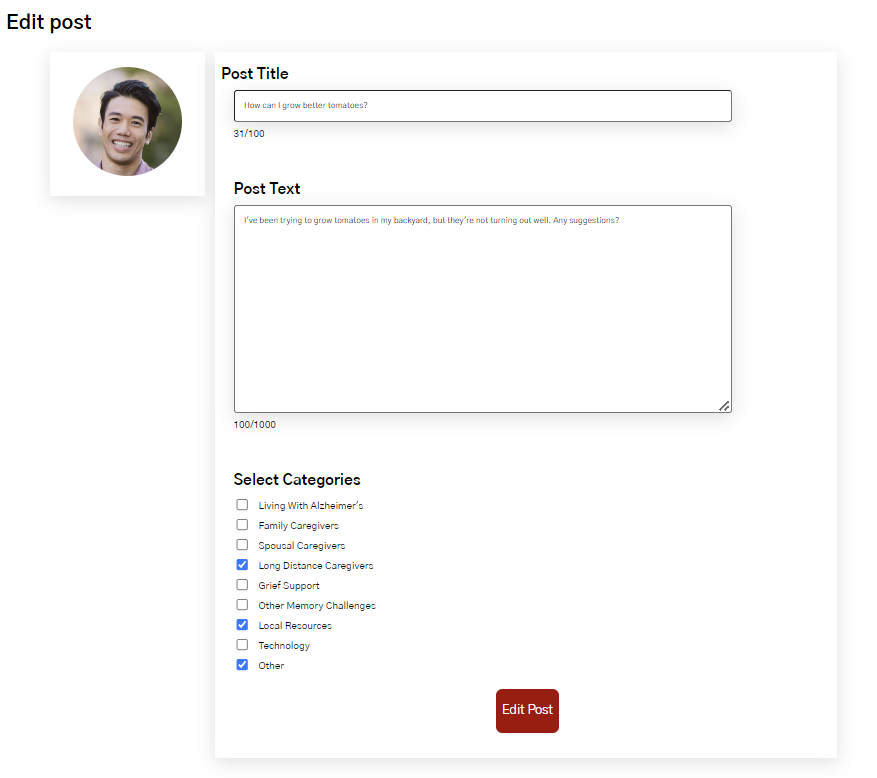 Edit post
Post Title
How can I grow better tomatoes?
31/100
Post Text
I've been trying to grow tomatoes in my backyard, but they're not turning out well. Any suggestions?
100/1000
Select Categories
Living With Alzheimer's
Family Caregivers
Spousal Caregivers
Long Distance Caregivers
Grief Support
Other Memory Challenges
Local Resources
Technology
Other
Edit Post